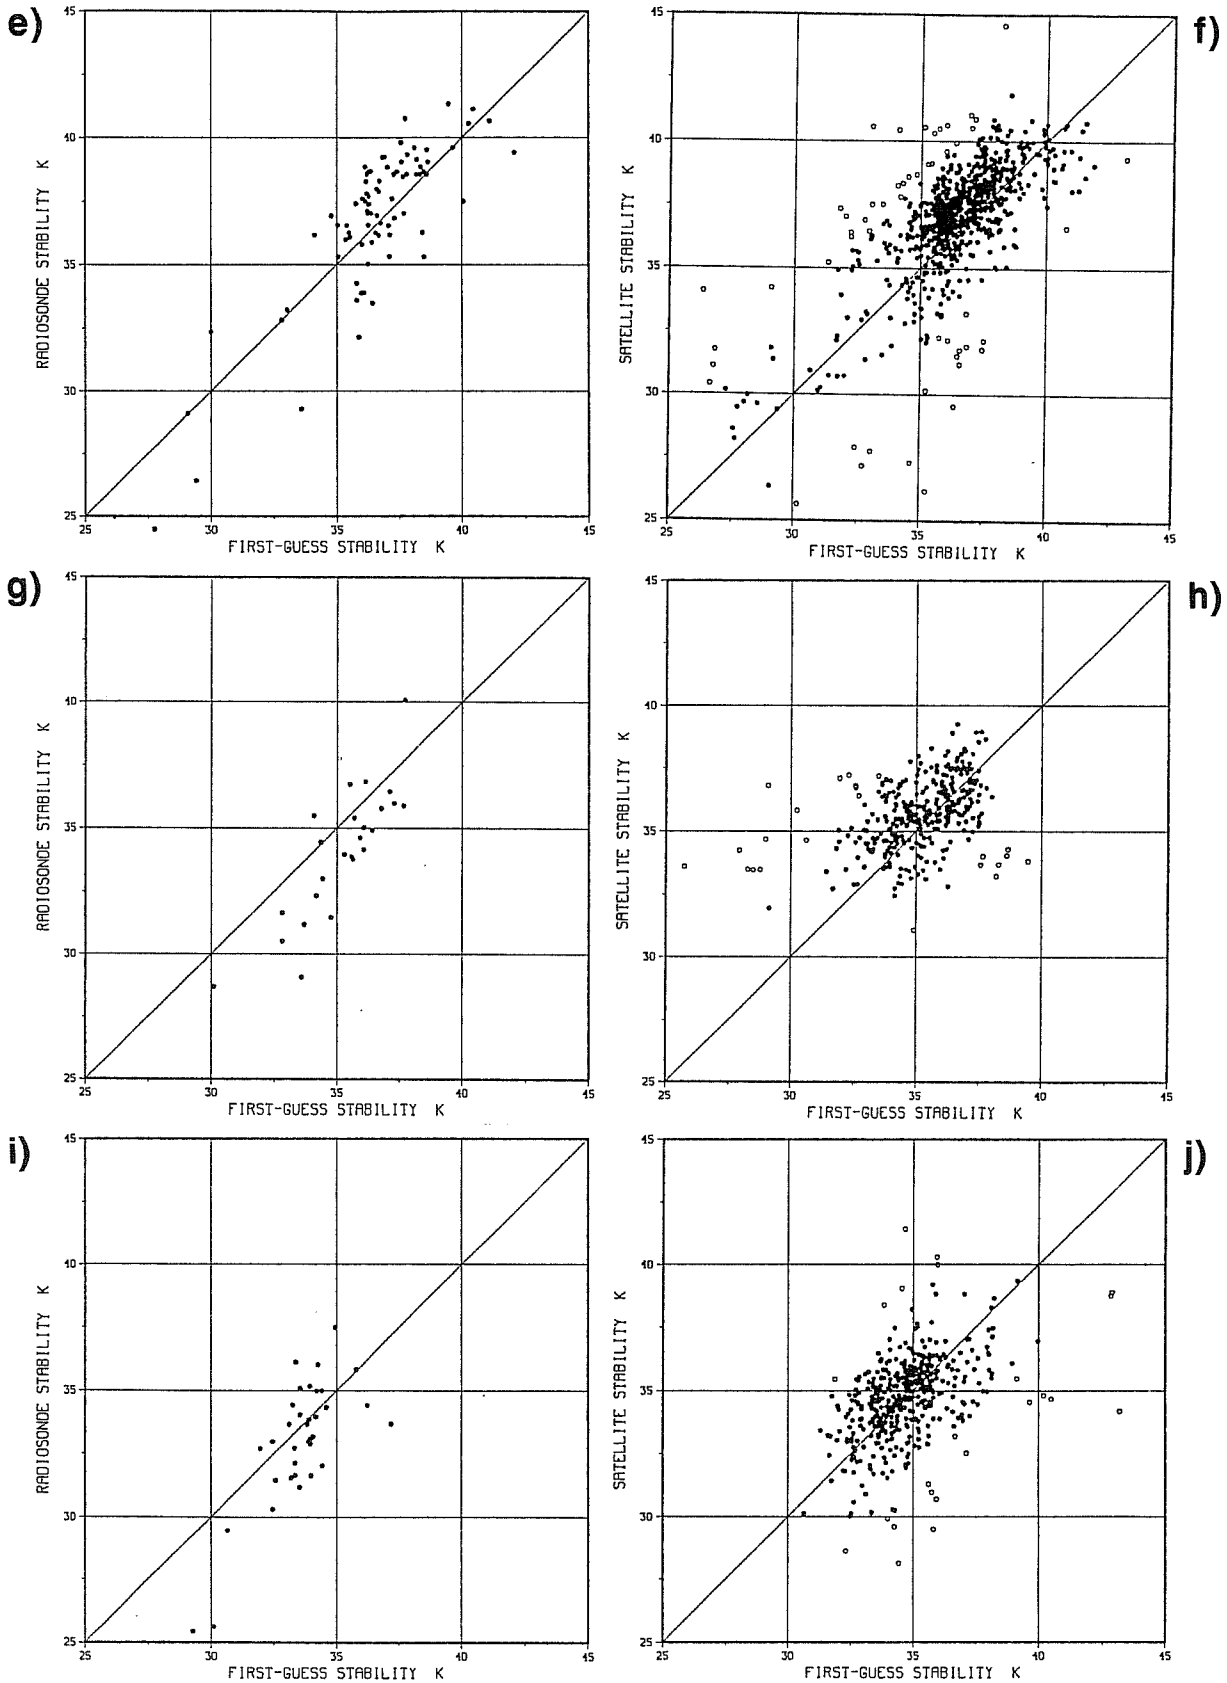 e)
45
40
35
30
25
RADIOSONDE STABILITY K
25 30 35 40 45
FIRST-GUESS STABILITY K
f)
45
40
35
30
25
SATELLITE STABILITY K
25 30 35 40 45
FIRST-GUESS STABILITY K
g)
45
40
35
30
25
RADIOSONDE STABILITY K
25 30 35 40 45
FIRST-GUESS STABILITY K
h)
45
40
35
30
25
SATELLITE STABILITY K
25 30 35 40 45
FIRST-GUESS STABILITY K
i)
45
40
35
30
25
RADIOSONDE STABILITY K
25 30 35 40 45
FIRST-GUESS STABILITY K
j)
45
40
35
30
25
SATELLITE STABILITY K
25 30 35 40 45
FIRST-GUESS STABILITY K